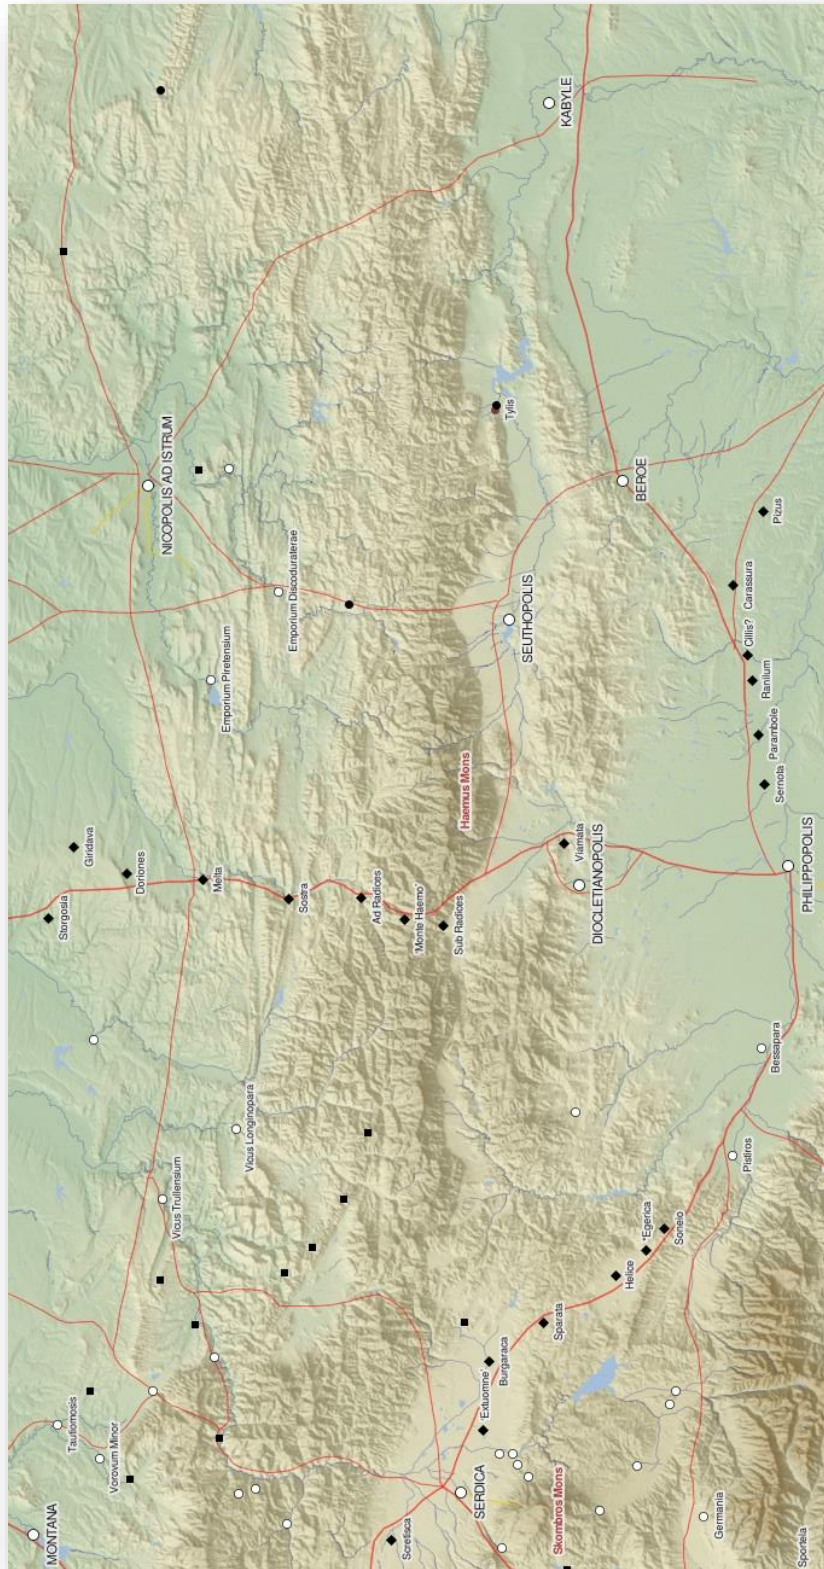 MONTANA
Tautiomosis
Vorovum Minor
Scretisca
SERDICA
Skombros Mons
Germania
Sporteia
'Extuomne'
Burgaraca
Sparata
Helice
*Egerica
Soneio
Vicus Trullensium
Vicus Longinopara
Pistiros
Bessapara
Storgosia
Giridava
Doriones
Melta
Sostra
Ad Radices
'Monte Haemo'
Sub Radices
Haemus Mons
Viamata
DIOCLETIANOPOLIS
PHILIPPOPOLIS
Sernota
Parambole
Ranilum
Cillis?
Carassura
Pizus
Emporium Piretensium
Emporium Discoduraterae
NICOPOLIS AD ISTRUM
SEUTHOPOLIS
Tylis
BEROE
KABYLE